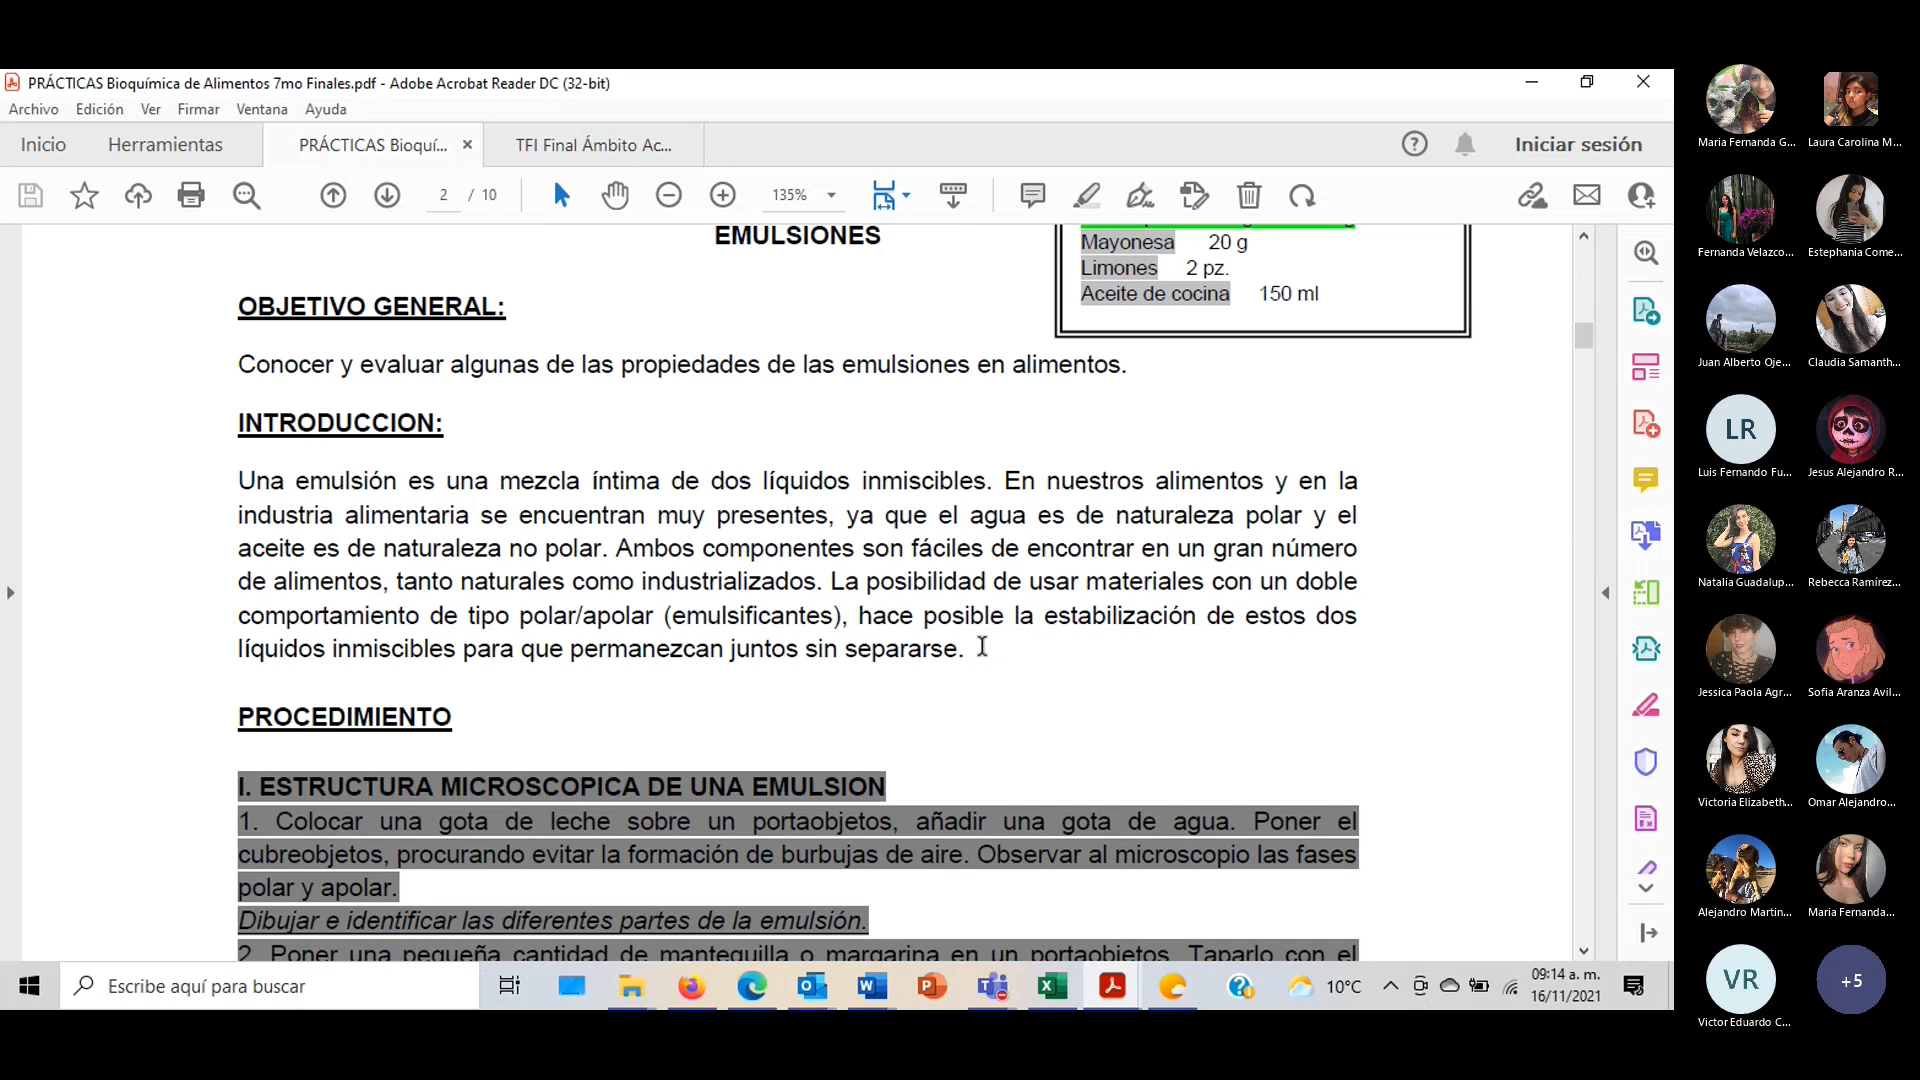 PRÁCTICAS Bioquímica de Alimentos 7mo Finales.pdf - Adobe Acrobat Reader DC (32-bit)
Archivo Edición Ver Firmar Ventana Ayuda
Inicio Herramientas PRÁCTICAS Bioquí... TFI Final Ámbito Ac... Iniciar sesión
2 / 10 135%
EMULSIONES
Mayonesa 20 g
Limones 2 pz.
Aceite de cocina 150 ml
OBJETIVO GENERAL:
Conocer y evaluar algunas de las propiedades de las emulsiones en alimentos.
INTRODUCCION:
Una emulsión es una mezcla íntima de dos líquidos inmiscibles. En nuestros alimentos y en la
industria alimentaria se encuentran muy presentes, ya que el agua es de naturaleza polar y el
aceite es de naturaleza no polar. Ambos componentes son fáciles de encontrar en un gran número
de alimentos, tanto naturales como industrializados. La posibilidad de usar materiales con un doble
comportamiento de tipo polar/apolar (emulsificantes), hace posible la estabilización de estos dos
líquidos inmiscibles para que permanezcan juntos sin separarse.
PROCEDIMIENTO
I. ESTRUCTURA MICROSCOPICA DE UNA EMULSION
1. Colocar una gota de leche sobre un portaobjetos, añadir una gota de agua. Poner el
cubreobjetos, procurando evitar la formación de burbujas de aire. Observar al microscopio las fases
polar y apolar.
Dibujar e identificar las diferentes partes de la emulsión.
2. Poner una pequeña cantidad de mantequilla o margarina en un portaobjetos. Taparlo con el
Escribe aquí para buscar
10°C
09:14 a. m.
16/11/2021
Maria Fernanda G... Laura Carolina M...
Fernanda Velazco... Estephania Come...
Juan Alberto Oje... Claudia Samanth...
LR
Luis Fernando Fu... Jesus Alejandro R...
Natalia Guadalup... Rebecca Ramírez...
Jessica Paola Agr... Sofia Aranza Avil...
Victoria Elizabeth... Omar Alejandro...
Alejandro Martin... Maria Fernanda...
VR +5
Victor Eduardo C...